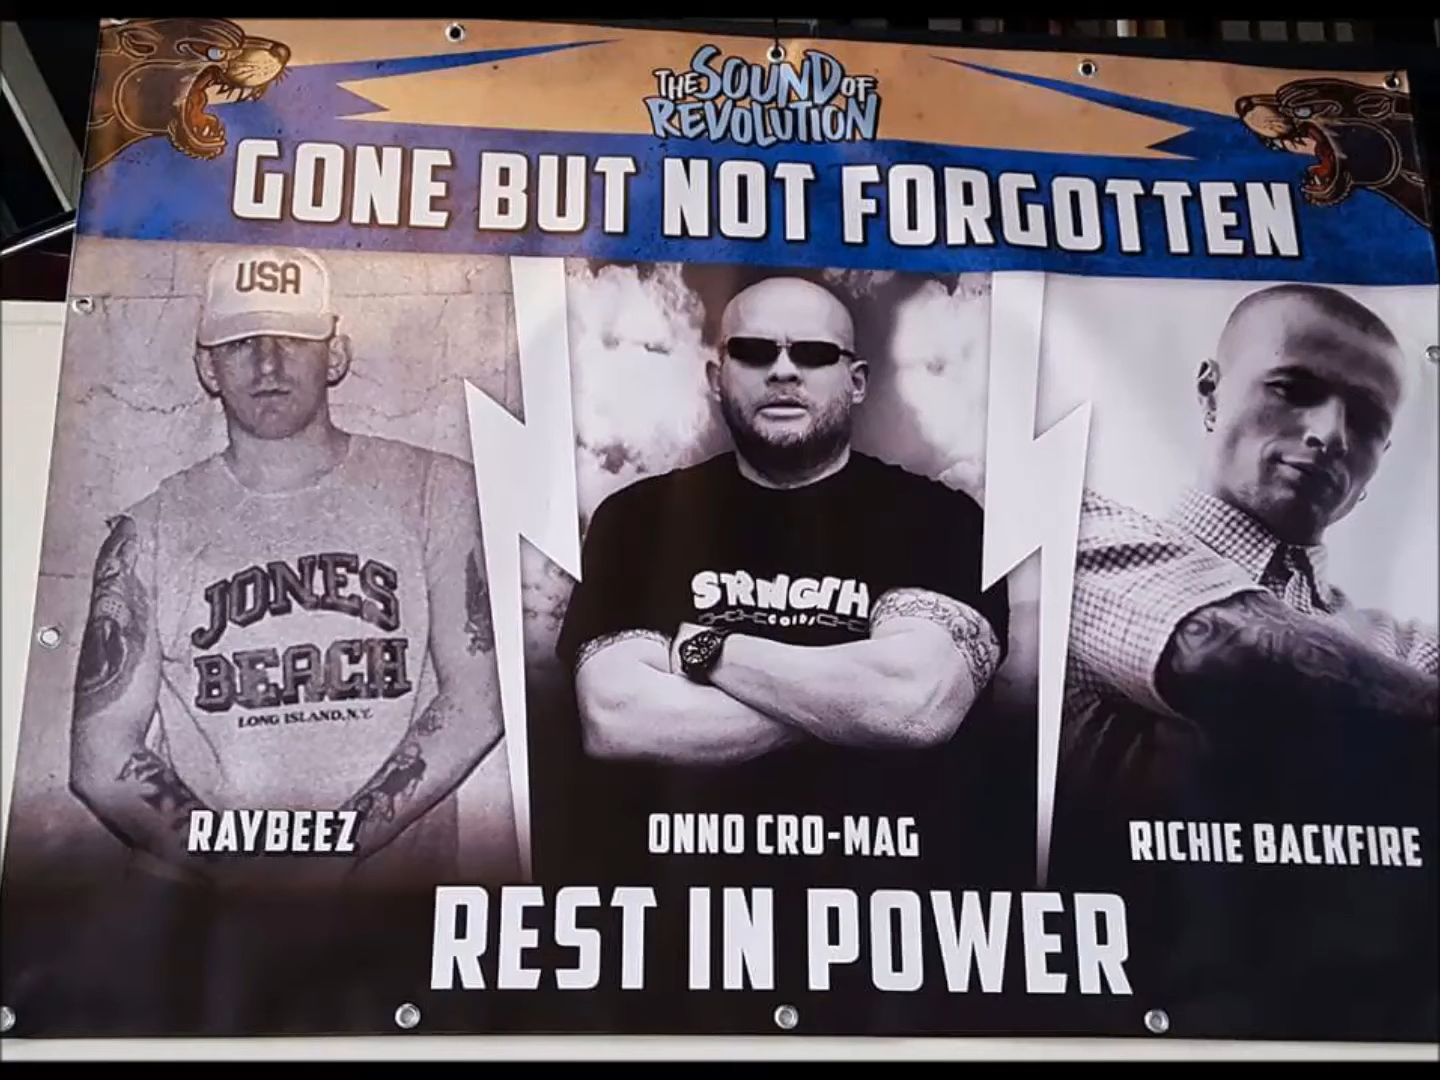 THE SOUND OF
REVOLUTION
GONE BUT NOT FORGOTTEN
USA
JONES
BEACH
LONG ISLAND, N.Y.
STRNGTH
RAYBEEZ
ONNO CRO-MAG
RICHIE BACKFIRE
REST IN POWER